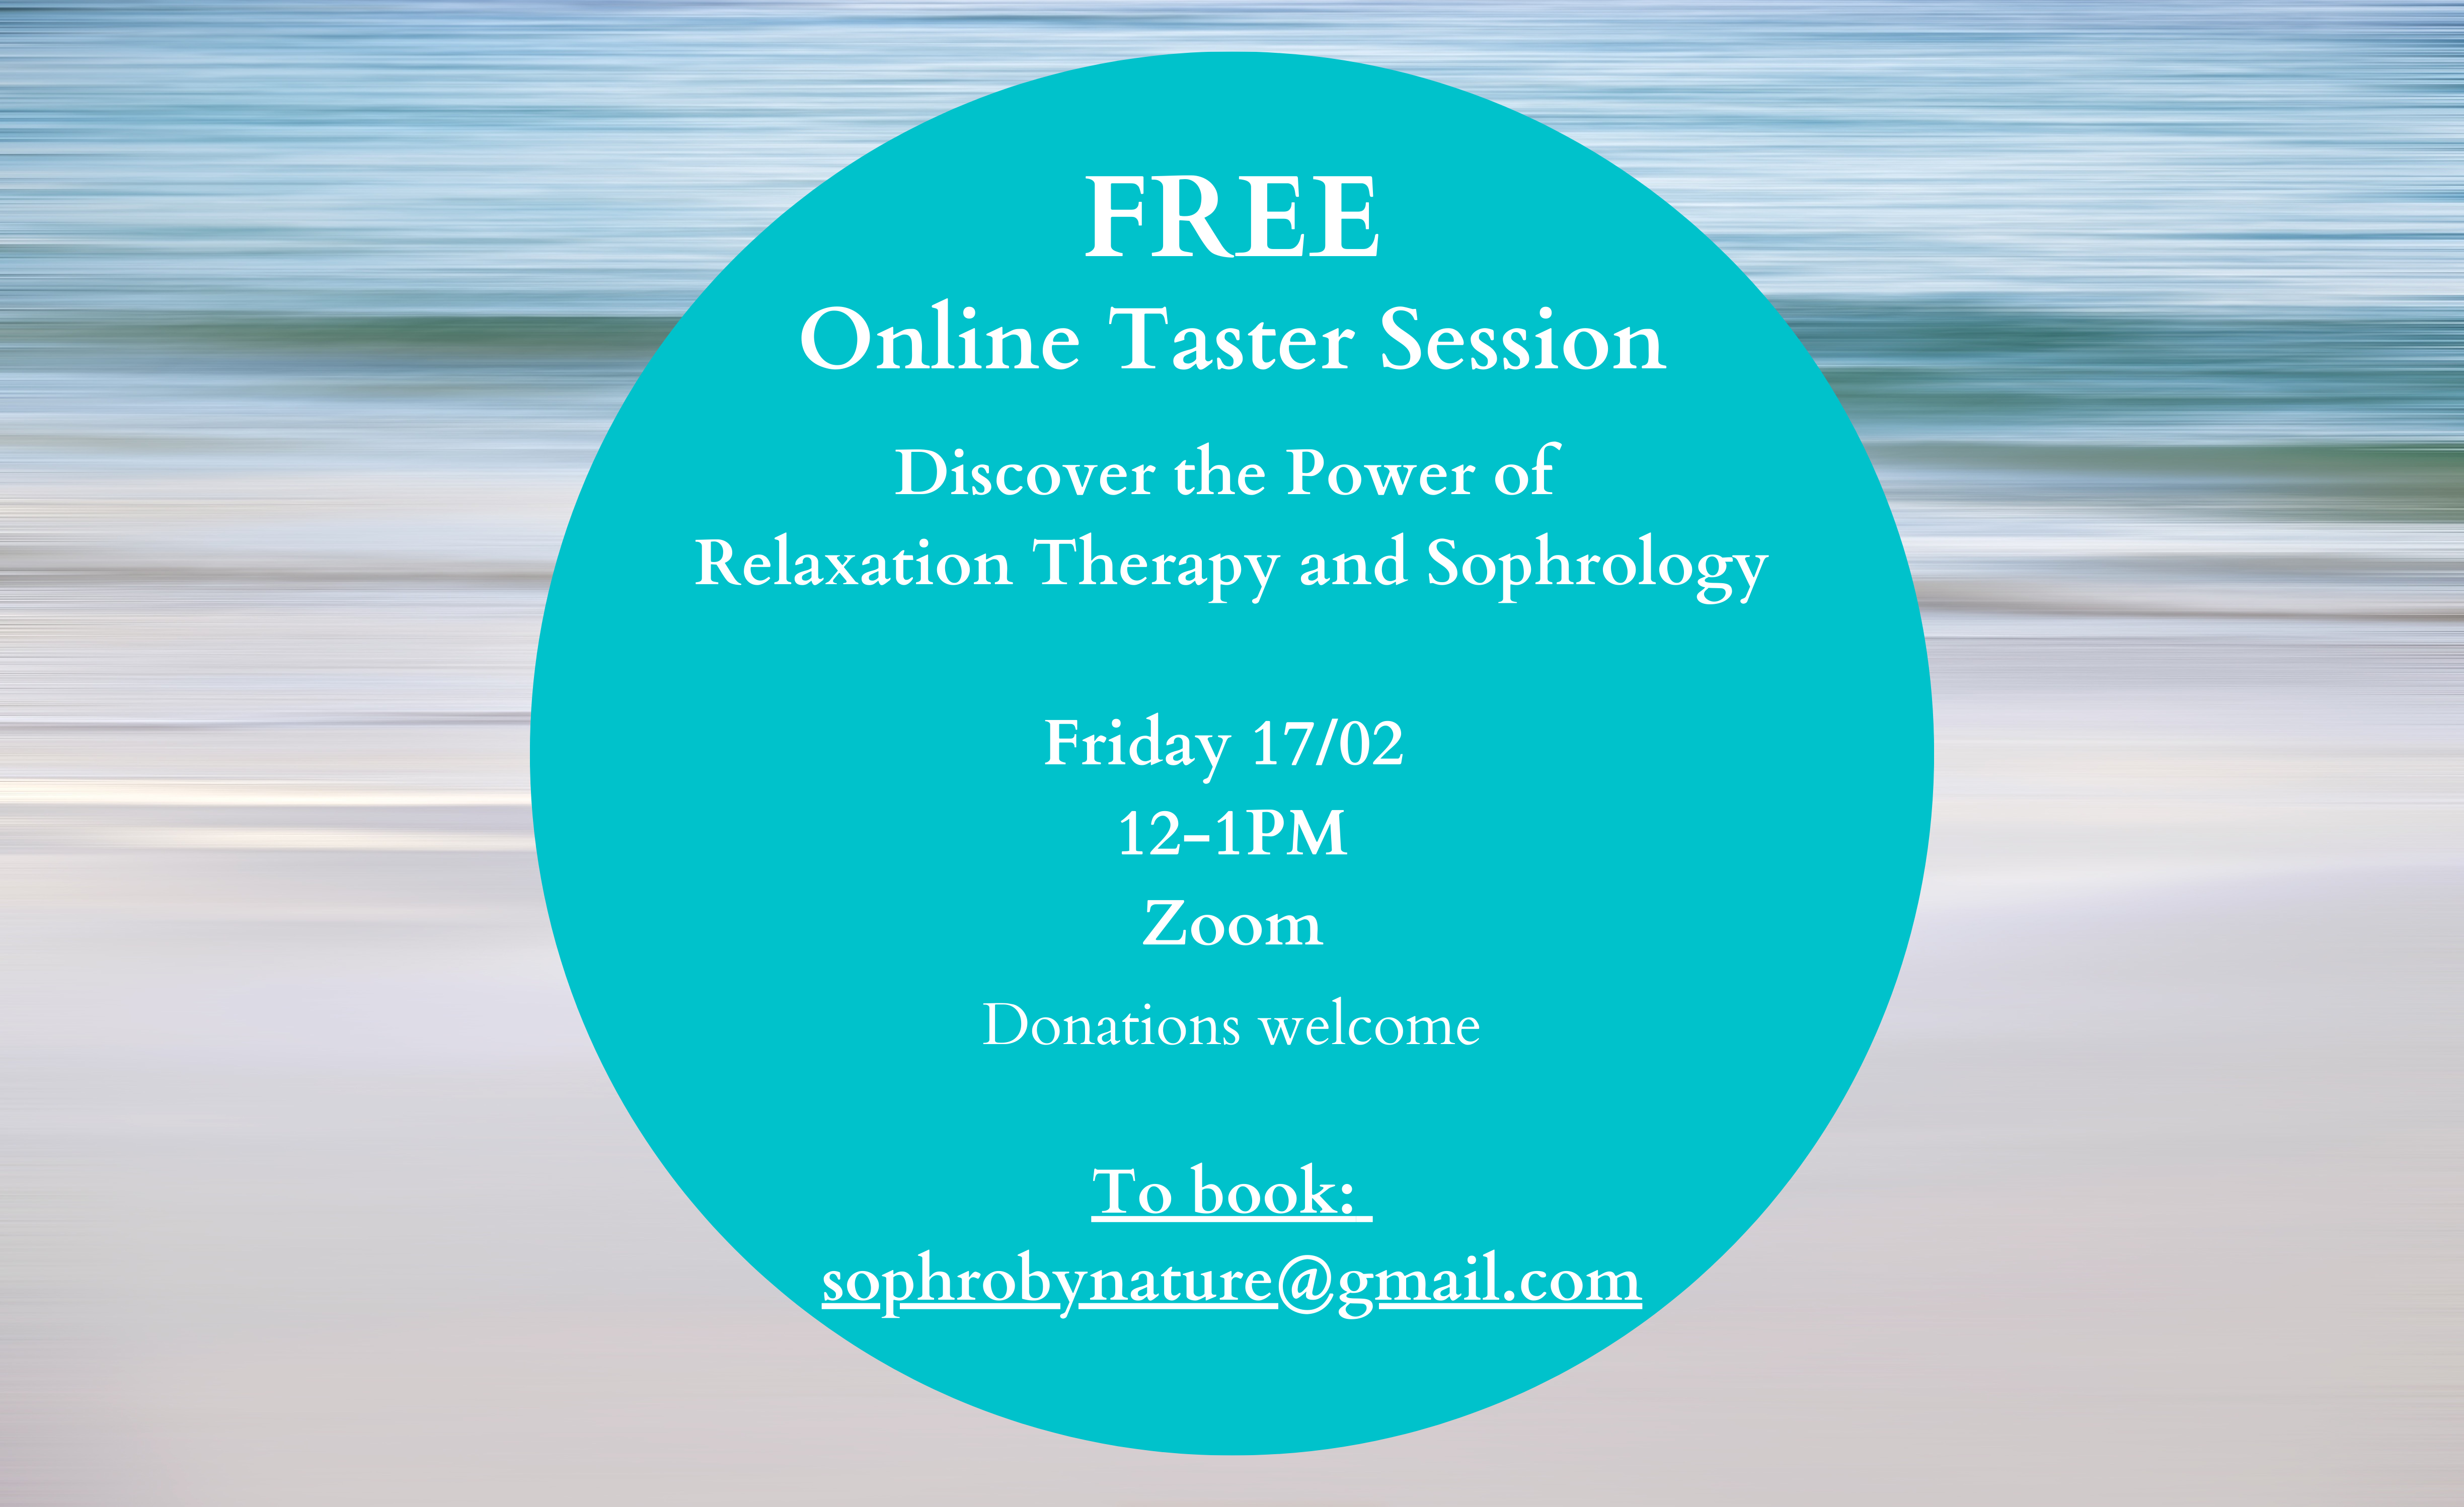 FREE
Online Taster Session
Discover the Power of
Relaxation Therapy and Sophrology
Friday 17/02
12-1PM
Zoom
Donations welcome
To book:
sophrobynature@gmail.com